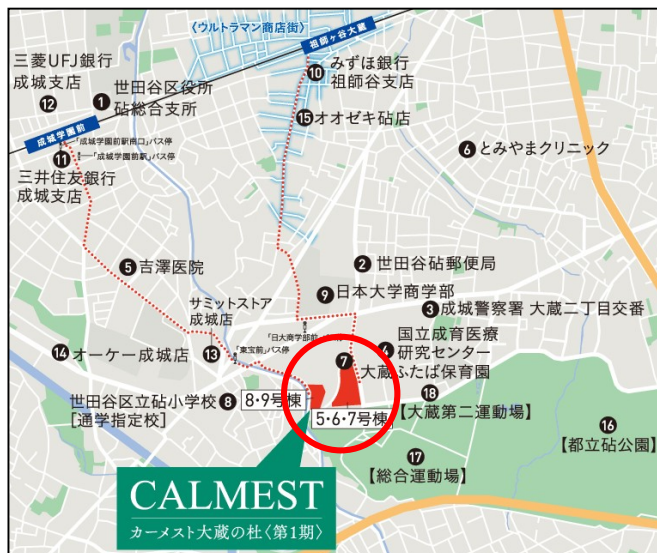 〈ウルトラマン商店街〉
祖師ヶ谷大蔵
三菱UFJ銀行
成城支店
⑫
①
世田谷区役所
砧総合支所
⑩
みずほ銀行
祖師谷支店
⑮オオゼキ砧店
成城学園前
「成城学園前駅南口」バス停
「成城学園前駅」バス停
⑪
三井住友銀行
成城支店
⑥とみやまクリニック
⑤吉澤医院
②世田谷砧郵便局
⑨日本大学商学部
③成城警察署 大蔵二丁目交番
サミットストア
成城店
⑬
「日大商学部前」
「東宝前」バス停
④
国立成育医療
研究センター
⑭オーケー成城店
⑦
大蔵ふたば保育園
世田谷区立砧小学校⑧
[通学指定校]
8・9号棟
5・6・7号棟
⑱
【大蔵第二運動場】
⑯
【都立砧公園】
⑰
【総合運動場】
CALMEST
カーメスト大蔵の杜〈第1期〉